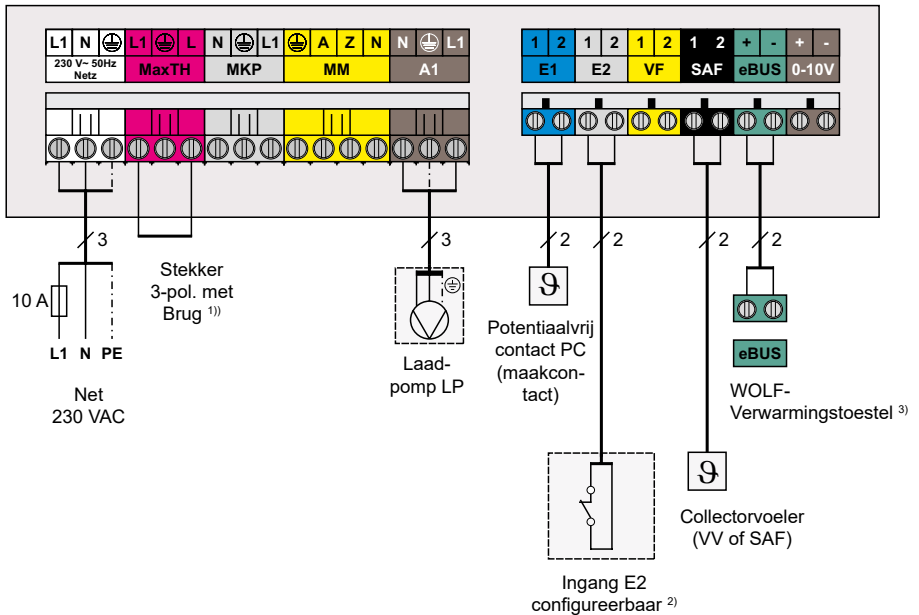 L1 N L1 L N L1 A Z N N L1 1 2 1 2 1 2 1 2 + - + -
230 V~ 50Hz
Netz
MaxTH MKP MM A1 E1 E2 VF SAF eBUS 0-10V
3
3
2
2
2
2
Stekker
3-pol. met
Brug ¹⁾⁾
10 A
L1 N PE
Net
230 VAC
Laad-
pomp LP
ϑ
Potentiaalvrij
contact PC
(maakcon-
tact)
eBUS
WOLF-
Verwarmingstoestel ³⁾
ϑ
Collectorvoeler
(VV of SAF)
Ingang E2
configureerbaar ²⁾